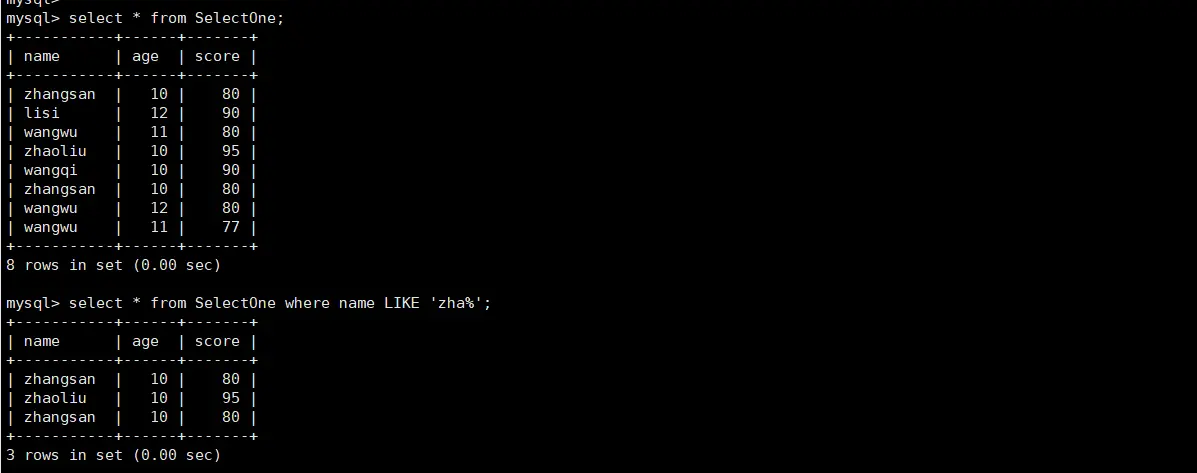 mysql>
mysql> select * from SelectOne;
+-----------+------+-------+
| name      | age  | score |
+-----------+------+-------+
| zhangsan  |   10 |    80 |
| lisi      |   12 |    90 |
| wangwu    |   11 |    80 |
| zhaoliu   |   10 |    95 |
| wangqi    |   10 |    90 |
| zhangsan  |   10 |    80 |
| wangwu    |   12 |    80 |
| wangwu    |   11 |    77 |
+-----------+------+-------+
8 rows in set (0.00 sec)

mysql> select * from SelectOne where name LIKE 'zha%';
+-----------+------+-------+
| name      | age  | score |
+-----------+------+-------+
| zhangsan  |   10 |    80 |
| zhaoliu   |   10 |    95 |
| zhangsan  |   10 |    80 |
+-----------+------+-------+
3 rows in set (0.00 sec)